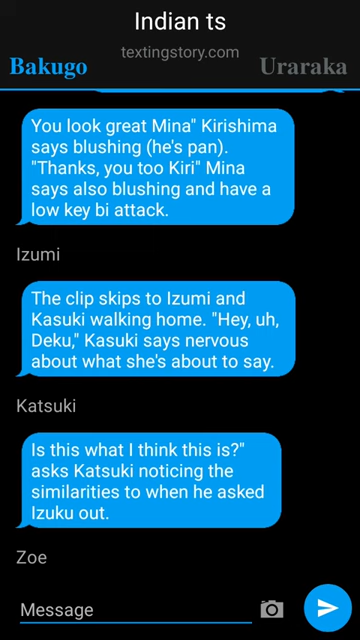 Indian ts
textingstory.com
Bakugo
Uraraka
You look great Mina" Kirishima
says blushing (he's pan).
"Thanks, you too Kiri" Mina
says also blushing and have a
low key bi attack.
Izumi
The clip skips to Izumi and
Kasuki walking home. "Hey, uh,
Deku," Kasuki says nervous
about what she's about to say.
Katsuki
Is this what I think this is?"
asks Katsuki noticing the
similarities to when he asked
Izuku out.
Zoe
Message